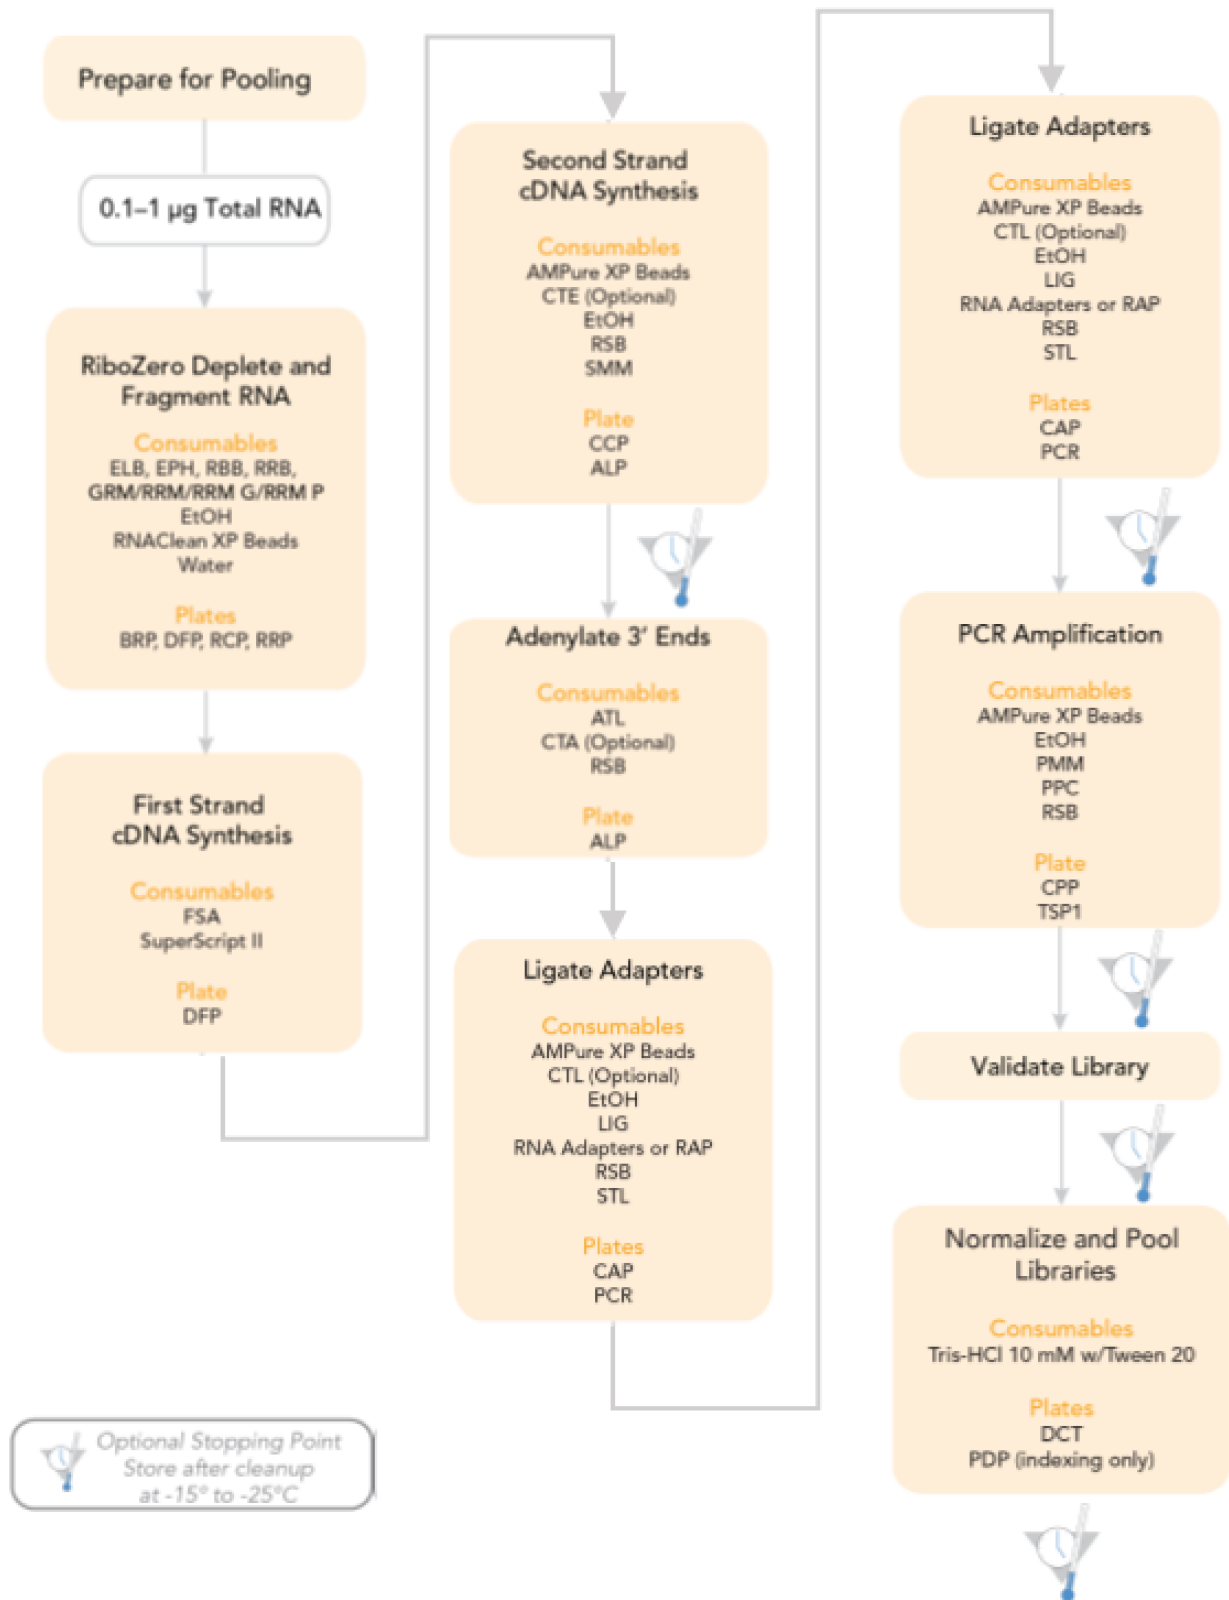 Prepare for Pooling
0.1–1 µg Total RNA
RiboZero Deplete and
Fragment RNA
Consumables
ELB, EPH, RBB, RRB,
GRM/RRM/RRM G/RRM P
EtOH
RNAClean XP Beads
Water
Plates
BRP, DFP, RCP, RRP
First Strand
cDNA Synthesis
Consumables
FSA
SuperScript II
Plate
DFP
Second Strand
cDNA Synthesis
Consumables
AMPure XP Beads
CTE (Optional)
EtOH
RSB
SMM
Plate
CCP
ALP
Adenylate 3′ Ends
Consumables
ATL
CTA (Optional)
RSB
Plate
ALP
Ligate Adapters
Consumables
AMPure XP Beads
CTL (Optional)
EtOH
LIG
RNA Adapters or RAP
RSB
STL
Plates
CAP
PCR
Ligate Adapters
Consumables
AMPure XP Beads
CTL (Optional)
EtOH
LIG
RNA Adapters or RAP
RSB
STL
Plates
CAP
PCR
PCR Amplification
Consumables
AMPure XP Beads
EtOH
PMM
PPC
RSB
Plate
CPP
TSP1
Validate Library
Normalize and Pool
Libraries
Consumables
Tris-HCl 10 mM w/Tween 20
Plates
DCT
PDP (indexing only)
Optional Stopping Point
Store after cleanup
at -15° to -25°C